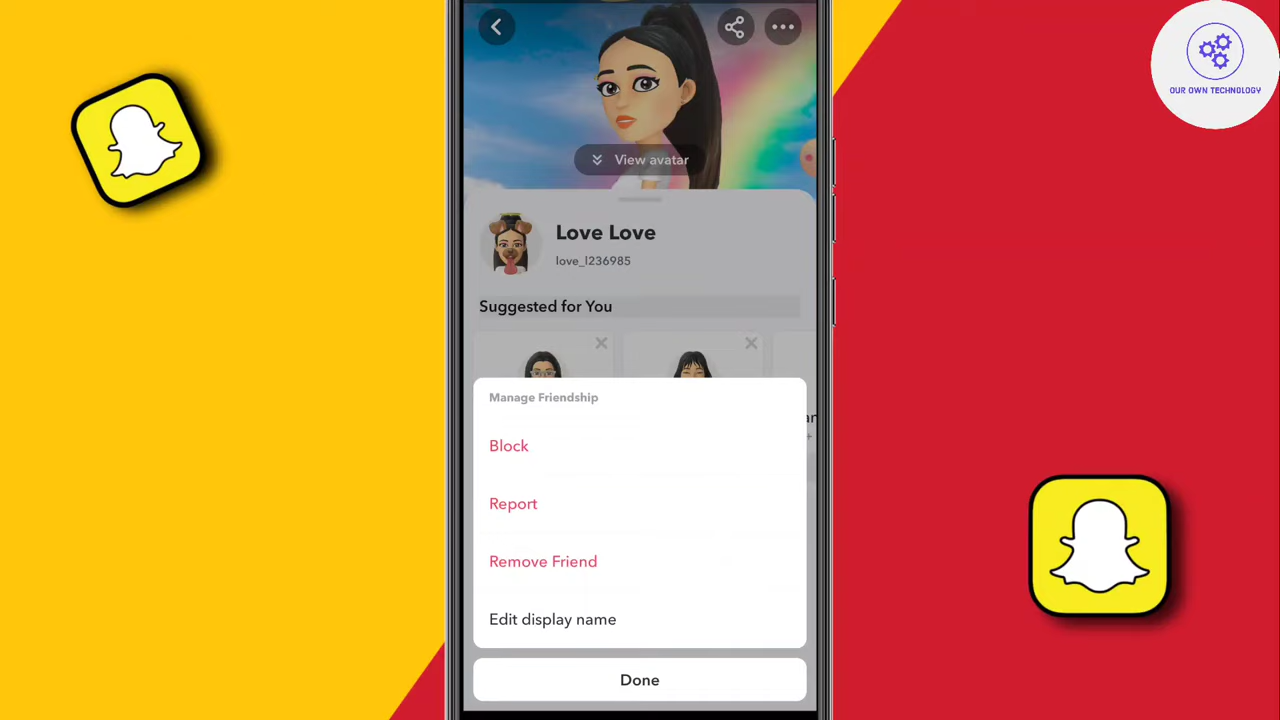 OUR OWN TECHNOLOGY
View avatar
Love Love
love_l236985
Suggested for You
Manage Friendship
Block
Report
Remove Friend
Edit display name
Done